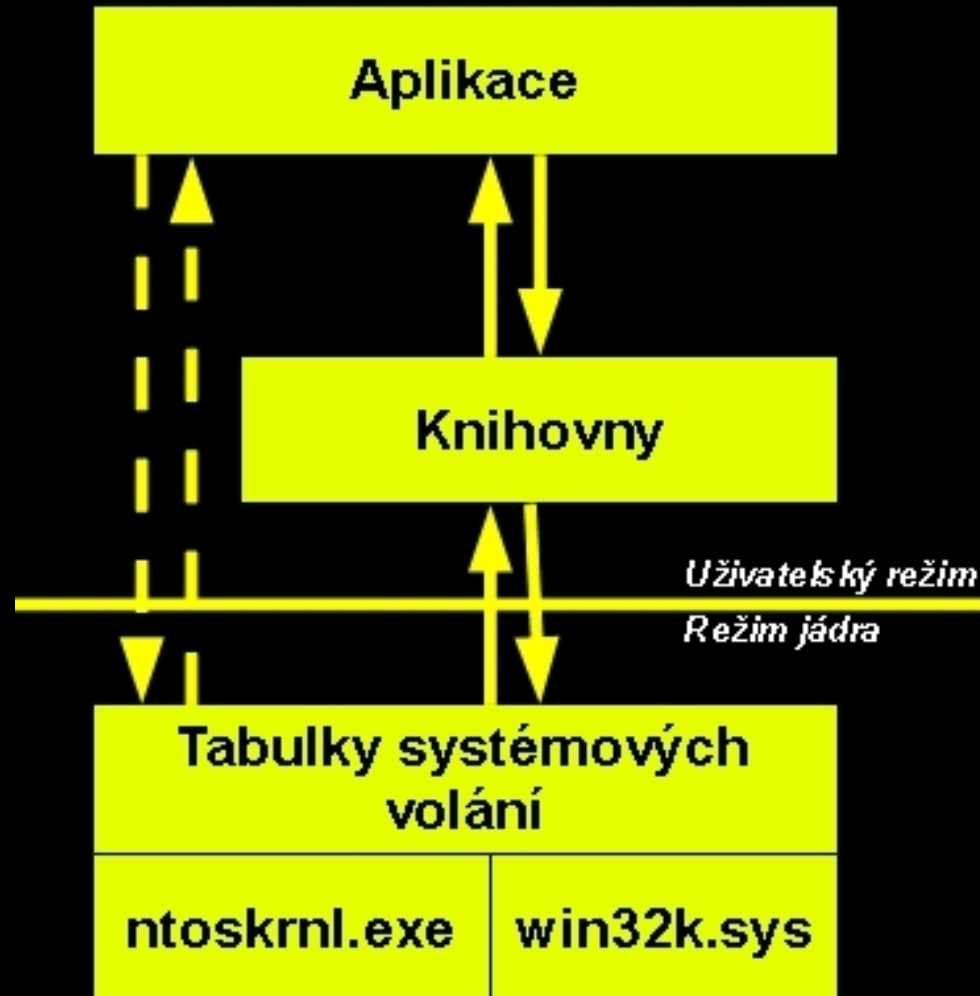 Aplikace
Knihovny
Uživatelský režim
Režim jádra
Tabulky systémových
volání
ntoskrnl.exe
win32k.sys